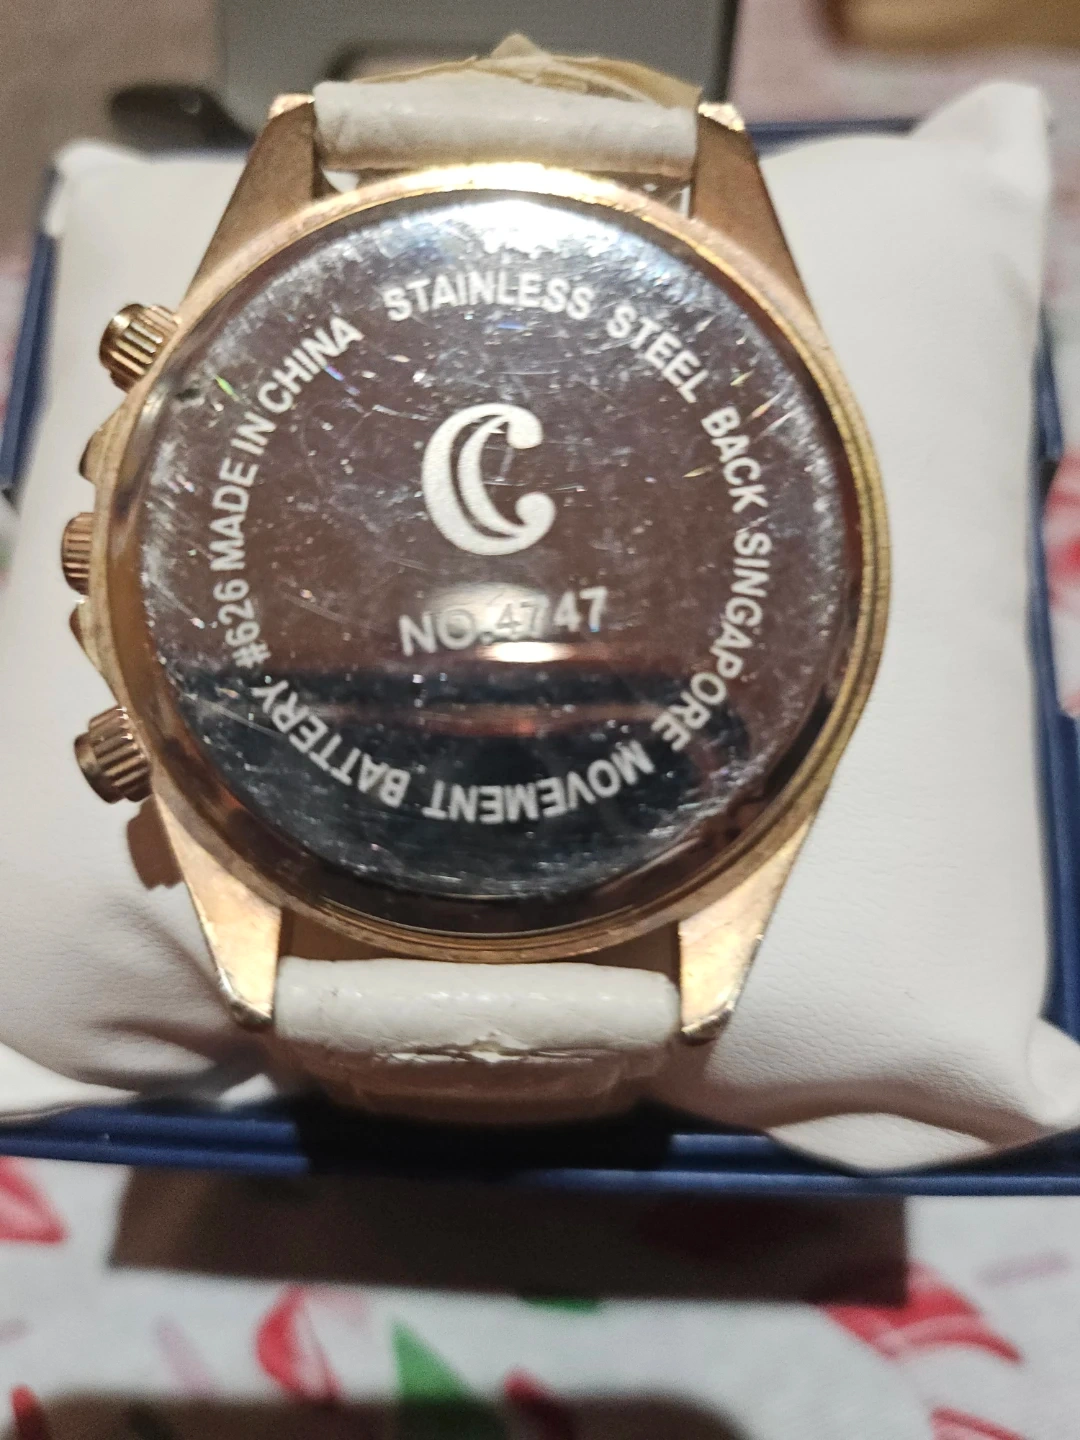 STAINLESS STEEL BACK SINGAPORE MOVEMENT BATTERY #626 MADE IN CHINA
C
NO.4747